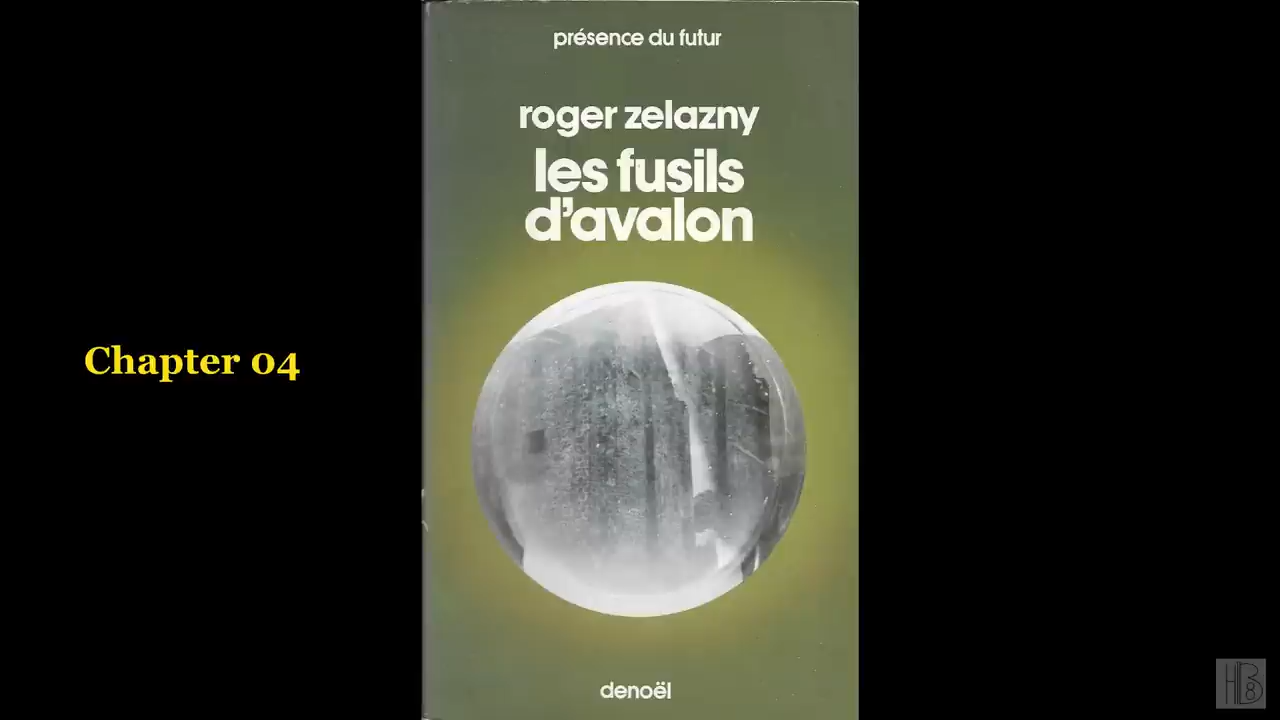 présence du futur
roger zelazny
les fusils
d'avalon
Chapter 04
denoël